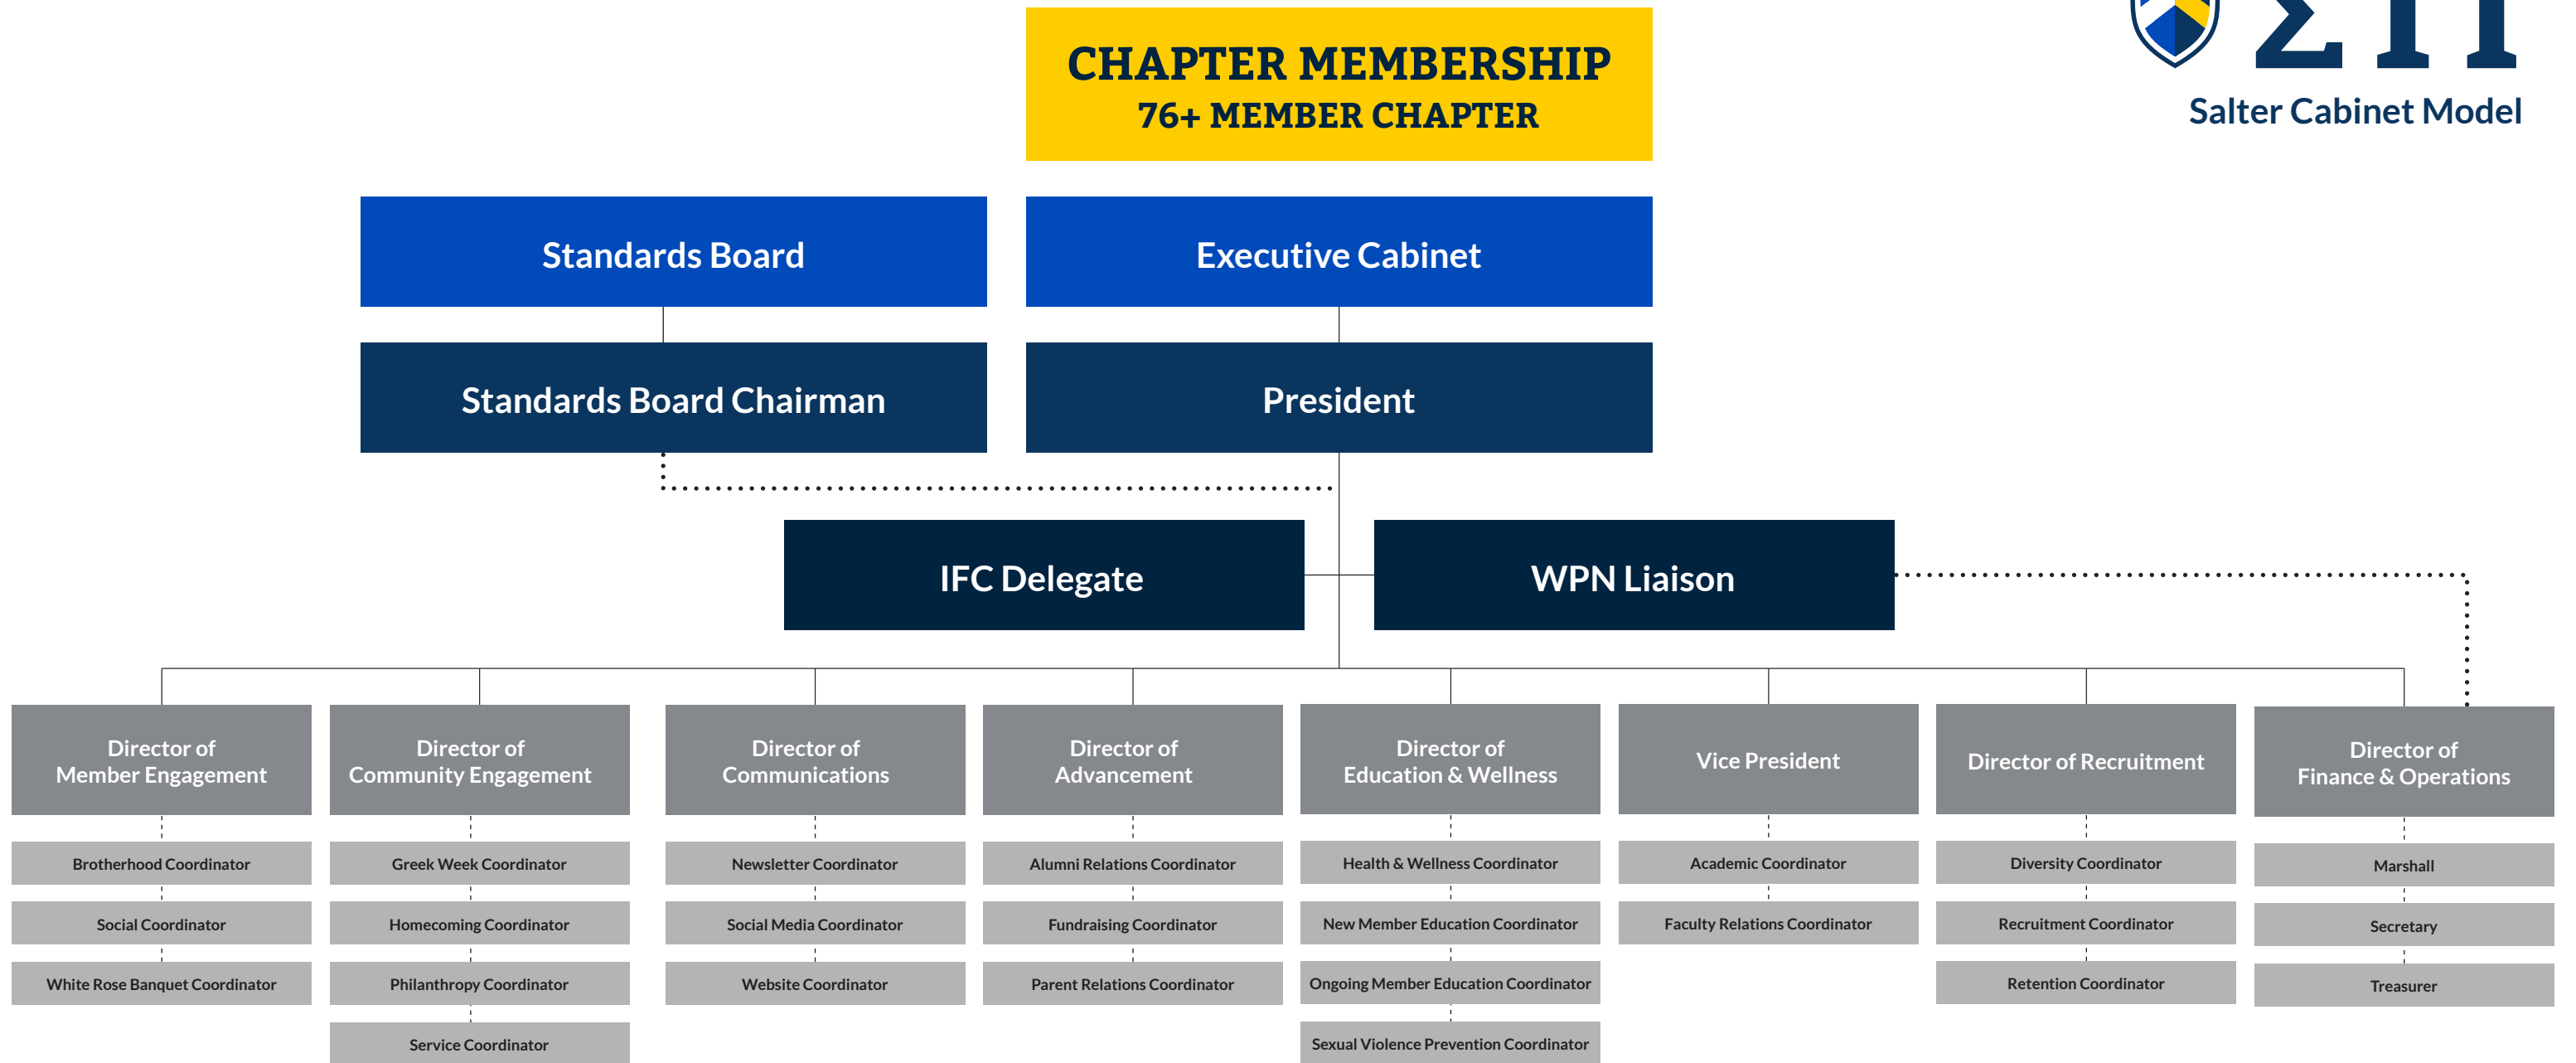 ΣΠ
Salter Cabinet Model
CHAPTER MEMBERSHIP
76+ MEMBER CHAPTER
Standards Board
Executive Cabinet
Standards Board Chairman
President
IFC Delegate
WPN Liaison
Director of
Member Engagement
Brotherhood Coordinator
Social Coordinator
White Rose Banquet Coordinator
Director of
Community Engagement
Greek Week Coordinator
Homecoming Coordinator
Philanthropy Coordinator
Service Coordinator
Director of
Communications
Newsletter Coordinator
Social Media Coordinator
Website Coordinator
Director of
Advancement
Alumni Relations Coordinator
Fundraising Coordinator
Parent Relations Coordinator
Director of
Education & Wellness
Health & Wellness Coordinator
New Member Education Coordinator
Ongoing Member Education Coordinator
Sexual Violence Prevention Coordinator
Vice President
Academic Coordinator
Faculty Relations Coordinator
Director of Recruitment
Diversity Coordinator
Recruitment Coordinator
Retention Coordinator
Director of
Finance & Operations
Marshall
Secretary
Treasurer